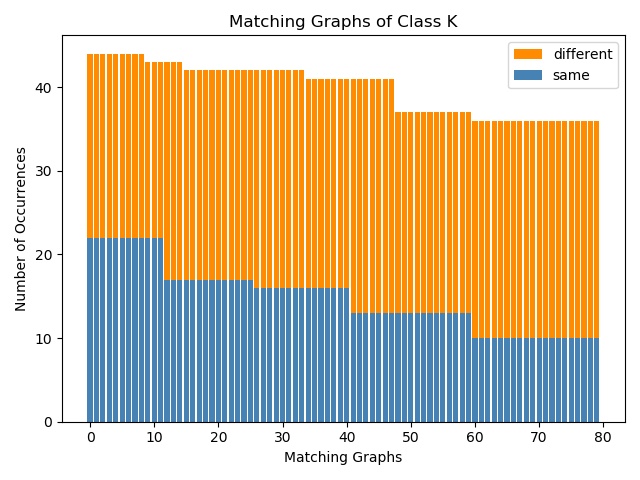 Matching Graphs of Class K
different
same
Number of Occurrences
40
30
20
10
0
0 10 20 30 40 50 60 70 80
Matching Graphs